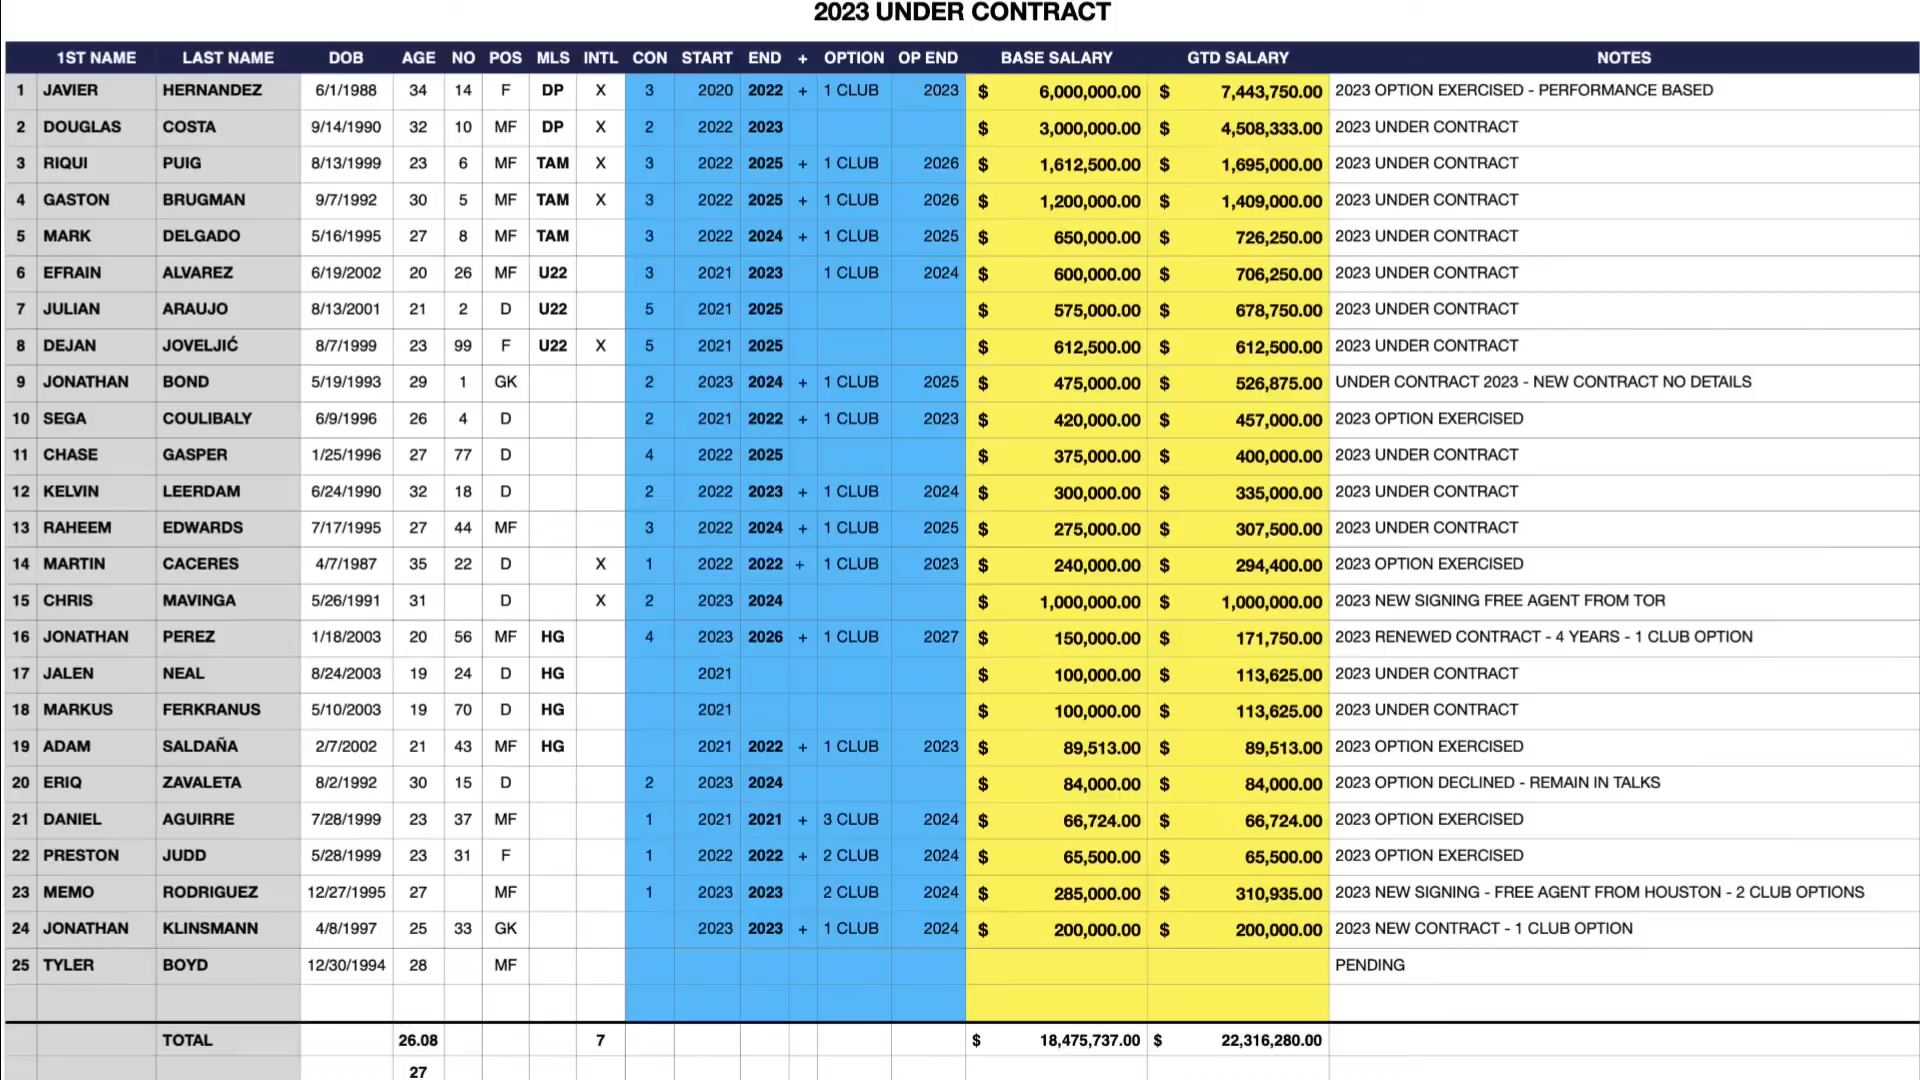 2023 UNDER CONTRACT
1ST NAME LAST NAME DOB AGE NO POS MLS INTL CON START END + OPTION OP END BASE SALARY GTD SALARY NOTES
1 JAVIER HERNANDEZ 6/1/1988 34 14 F DP X 3 2020 2022 + 1 CLUB 2023 $ 6,000,000.00 $ 7,443,750.00 2023 OPTION EXERCISED - PERFORMANCE BASED
2 DOUGLAS COSTA 9/14/1990 32 10 MF DP X 2 2022 2023 $ 3,000,000.00 $ 4,508,333.00 2023 UNDER CONTRACT
3 RIQUI PUIG 8/13/1999 23 6 MF TAM X 3 2022 2025 + 1 CLUB 2026 $ 1,612,500.00 $ 1,695,000.00 2023 UNDER CONTRACT
4 GASTON BRUGMAN 9/7/1992 30 5 MF TAM X 3 2022 2025 + 1 CLUB 2026 $ 1,200,000.00 $ 1,409,000.00 2023 UNDER CONTRACT
5 MARK DELGADO 5/16/1995 27 8 MF TAM 3 2022 2024 + 1 CLUB 2025 $ 650,000.00 $ 726,250.00 2023 UNDER CONTRACT
6 EFRAIN ALVAREZ 6/19/2002 20 26 MF U22 3 2021 2023 1 CLUB 2024 $ 600,000.00 $ 706,250.00 2023 UNDER CONTRACT
7 JULIAN ARAUJO 8/13/2001 21 2 D U22 5 2021 2025 $ 575,000.00 $ 678,750.00 2023 UNDER CONTRACT
8 DEJAN JOVELJIĆ 8/7/1999 23 99 F U22 X 5 2021 2025 $ 612,500.00 $ 612,500.00 2023 UNDER CONTRACT
9 JONATHAN BOND 5/19/1993 29 1 GK 2 2023 2024 + 1 CLUB 2025 $ 475,000.00 $ 526,875.00 UNDER CONTRACT 2023 - NEW CONTRACT NO DETAILS
10 SEGA COULIBALY 6/9/1996 26 4 D 2 2021 2022 + 1 CLUB 2023 $ 420,000.00 $ 457,000.00 2023 OPTION EXERCISED
11 CHASE GASPER 1/25/1996 27 77 D 4 2022 2025 $ 375,000.00 $ 400,000.00 2023 UNDER CONTRACT
12 KELVIN LEERDAM 6/24/1990 32 18 D 2 2022 2023 + 1 CLUB 2024 $ 300,000.00 $ 335,000.00 2023 UNDER CONTRACT
13 RAHEEM EDWARDS 7/17/1995 27 44 MF 3 2022 2024 + 1 CLUB 2025 $ 275,000.00 $ 307,500.00 2023 UNDER CONTRACT
14 MARTIN CACERES 4/7/1987 35 22 D X 1 2022 2022 + 1 CLUB 2023 $ 240,000.00 $ 294,400.00 2023 OPTION EXERCISED
15 CHRIS MAVINGA 5/26/1991 31 D X 2 2023 2024 $ 1,000,000.00 $ 1,000,000.00 2023 NEW SIGNING FREE AGENT FROM TOR
16 JONATHAN PEREZ 1/18/2003 20 56 MF HG 4 2023 2026 + 1 CLUB 2027 $ 150,000.00 $ 171,750.00 2023 RENEWED CONTRACT - 4 YEARS - 1 CLUB OPTION
17 JALEN NEAL 8/24/2003 19 24 D HG 2021 $ 100,000.00 $ 113,625.00 2023 UNDER CONTRACT
18 MARKUS FERKRANUS 5/10/2003 19 70 D HG 2021 $ 100,000.00 $ 113,625.00 2023 UNDER CONTRACT
19 ADAM SALDAÑA 2/7/2002 21 43 MF HG 2021 2022 + 1 CLUB 2023 $ 89,513.00 $ 89,513.00 2023 OPTION EXERCISED
20 ERIQ ZAVALETA 8/2/1992 30 15 D 2 2023 2024 $ 84,000.00 $ 84,000.00 2023 OPTION DECLINED - REMAIN IN TALKS
21 DANIEL AGUIRRE 7/28/1999 23 37 MF 1 2021 2021 + 3 CLUB 2024 $ 66,724.00 $ 66,724.00 2023 OPTION EXERCISED
22 PRESTON JUDD 5/28/1999 23 31 F 1 2022 2022 + 2 CLUB 2024 $ 65,500.00 $ 65,500.00 2023 OPTION EXERCISED
23 MEMO RODRIGUEZ 12/27/1995 27 MF 1 2023 2023 2 CLUB 2024 $ 285,000.00 $ 310,935.00 2023 NEW SIGNING - FREE AGENT FROM HOUSTON - 2 CLUB OPTIONS
24 JONATHAN KLINSMANN 4/8/1997 25 33 GK 2023 2023 + 1 CLUB 2024 $ 200,000.00 $ 200,000.00 2023 NEW CONTRACT - 1 CLUB OPTION
25 TYLER BOYD 12/30/1994 28 MF PENDING
TOTAL 26.08 7 $ 18,475,737.00 $ 22,316,280.00
27